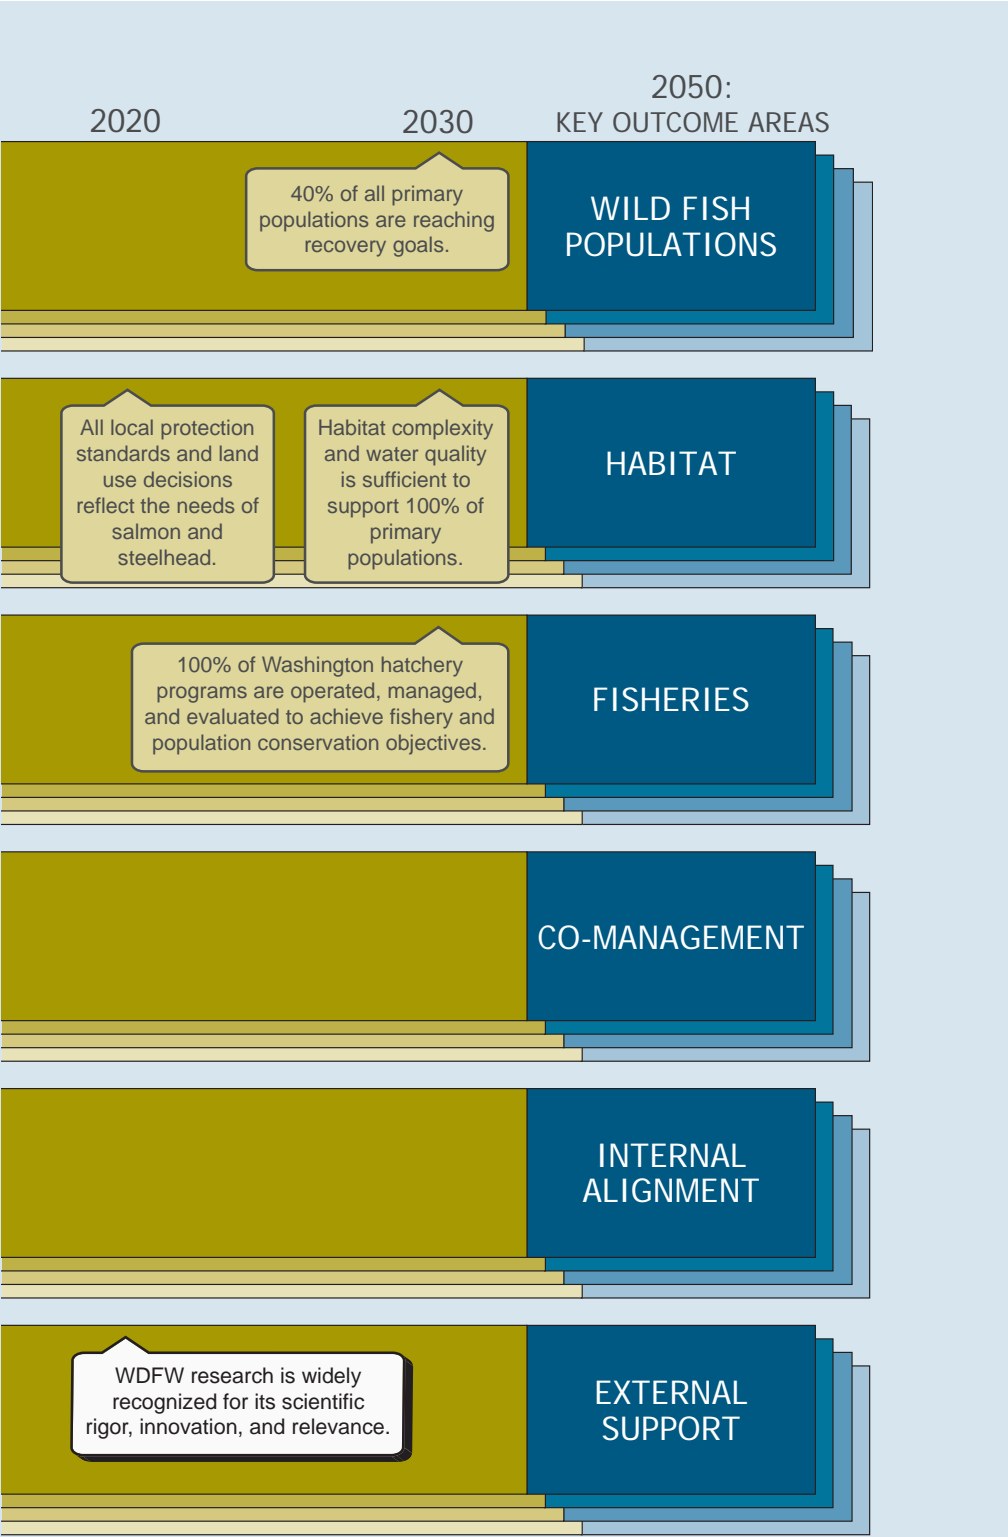 2020
2030
2050:
KEY OUTCOME AREAS
40% of all primary
populations are reaching
recovery goals.
WILD FISH
POPULATIONS
All local protection
standards and land
use decisions
reflect the needs of
salmon and
steelhead.
Habitat complexity
and water quality
is sufficient to
support 100% of
primary
populations.
HABITAT
100% of Washington hatchery
programs are operated, managed,
and evaluated to achieve fishery and
population conservation objectives.
FISHERIES
CO-MANAGEMENT
INTERNAL
ALIGNMENT
WDFW research is widely
recognized for its scientific
rigor, innovation, and relevance.
EXTERNAL
SUPPORT